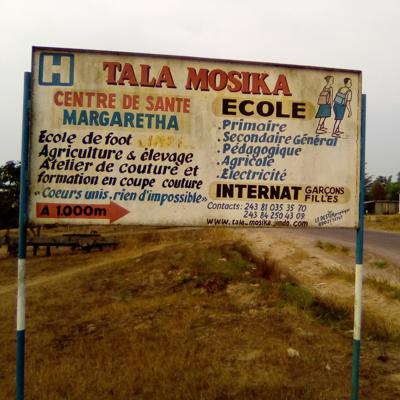 H
TALA MOSIKA
CENTRE DE SANTE
MARGARETHA
Ecole de foot
Agriculture & élevage
Atelier de couture et
formation en coupe couture
"Coeurs unis, rien d'impossible"
A 1.000m
ECOLE
.Primaire
.Secondaire Général
.Pédagogique
.Agricole
.Electricité
INTERNAT GARÇONS
FILLES
Contacts: 243 81 035 35 70
243 84 250 43 09
www.tala_mosika.jimdo.com